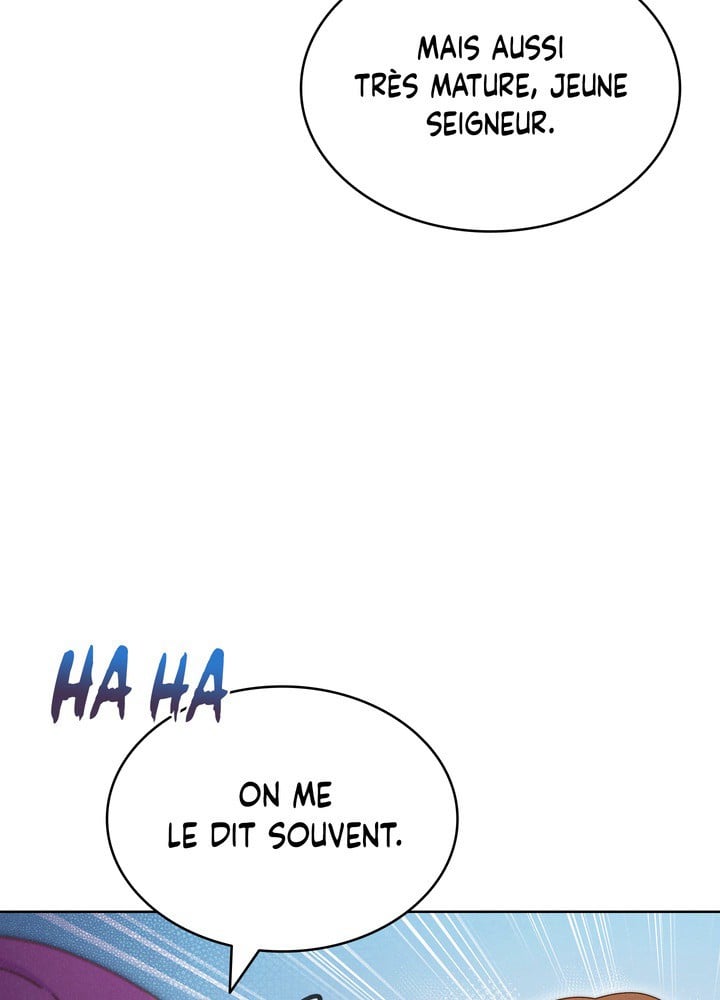 MAIS AUSSI
TRÈS MATURE, JEUNE
SEIGNEUR.
HA HA
ON ME
LE DIT SOUVENT.